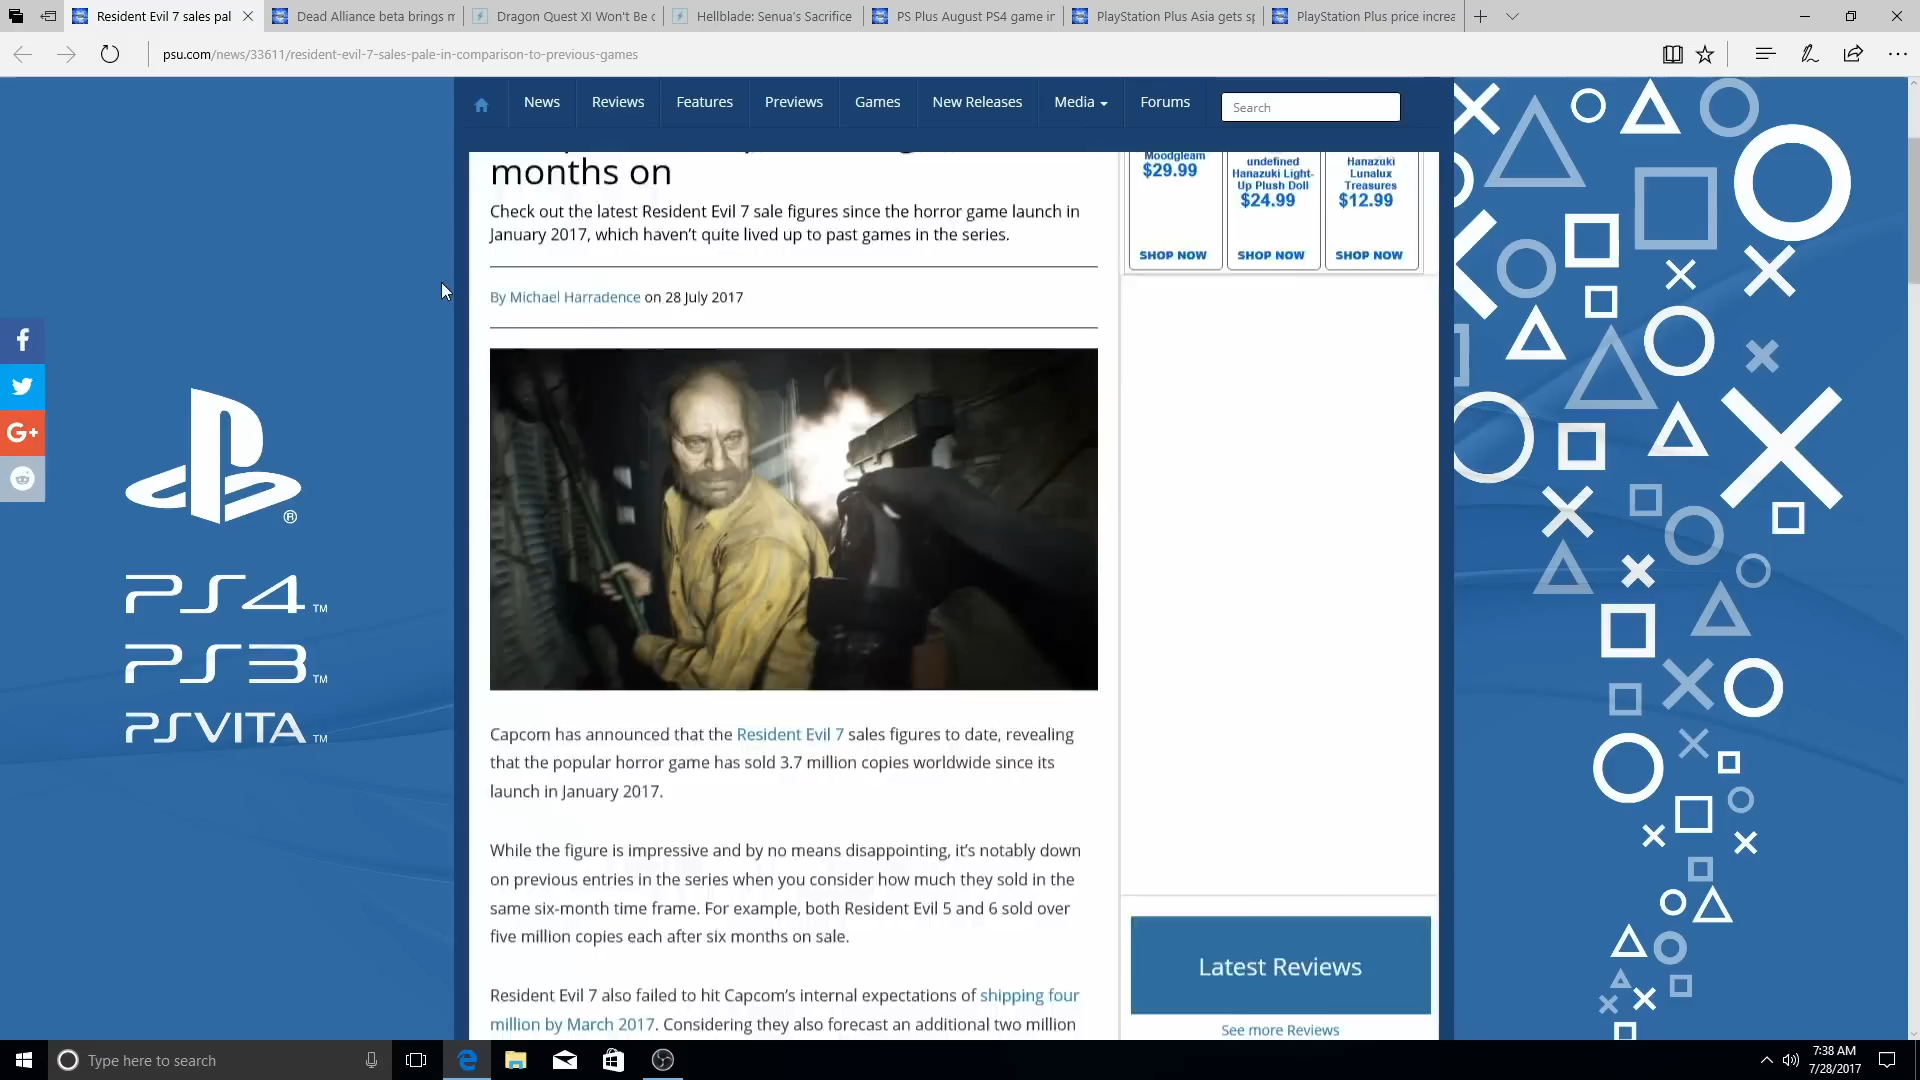 Resident Evil 7 sales pal
Dead Alliance beta brings m
Dragon Quest XI Won't Be
Hellblade: Senua's Sacrifice
PS Plus August PS4 game in
PlayStation Plus Asia gets sp
PlayStation Plus price increa
psu.com/news/33611/resident-evil-7-sales-pale-in-comparison-to-previous-games
News
Reviews
Features
Previews
Games
New Releases
Media
Forums
Search
months on
Check out the latest Resident Evil 7 sale figures since the horror game launch in
January 2017, which haven't quite lived up to past games in the series.
By Michael Harradence on 28 July 2017
Moodgleam
$29.99
SHOP NOW
undefined
Hanazuki Light-
Up Plush Doll
$24.99
SHOP NOW
Hanazuki
Lunalux
Treasures
$12.99
SHOP NOW
f
G+
®
PS4 TM
PS3 TM
PSVITA TM
Capcom has announced that the Resident Evil 7 sales figures to date, revealing
that the popular horror game has sold 3.7 million copies worldwide since its
launch in January 2017.
While the figure is impressive and by no means disappointing, it's notably down
on previous entries in the series when you consider how much they sold in the
same six-month time frame. For example, both Resident Evil 5 and 6 sold over
five million copies each after six months on sale.
Resident Evil 7 also failed to hit Capcom's internal expectations of shipping four
million by March 2017. Considering they also forecast an additional two million
Latest Reviews
See more Reviews
Type here to search
7:38 AM
7/28/2017